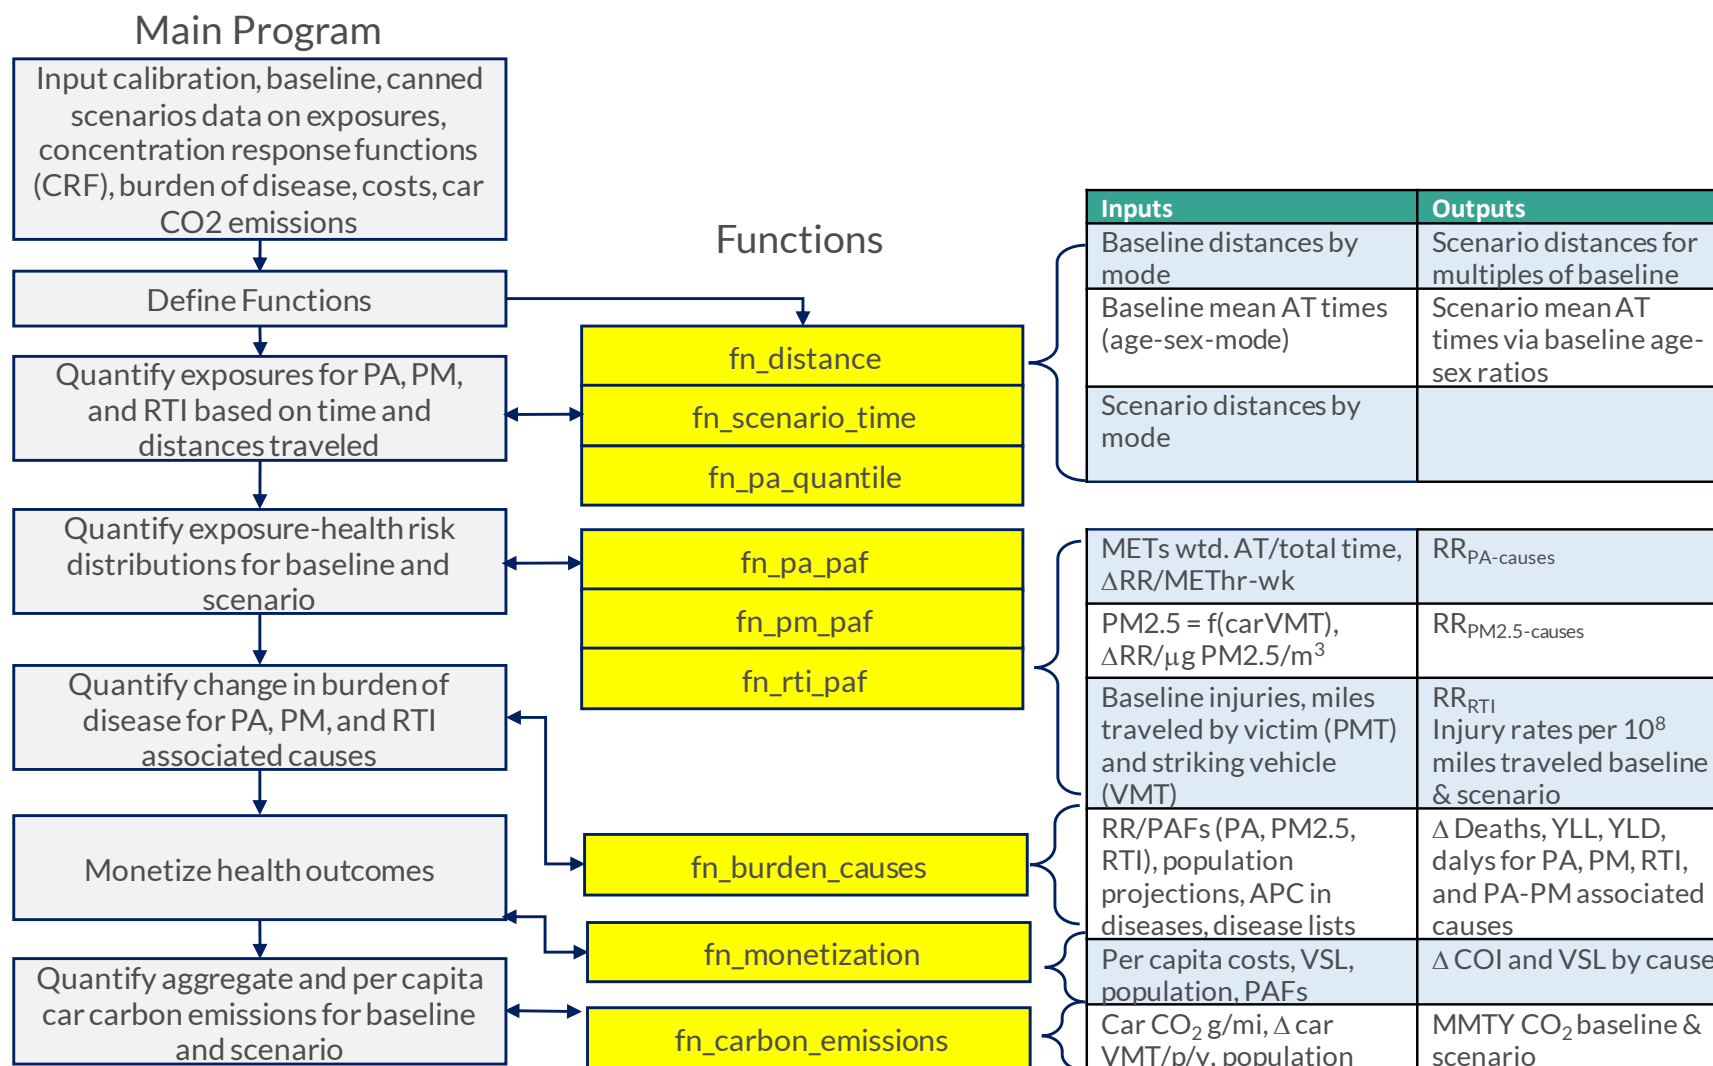 Main Program
Input calibration, baseline, canned
scenarios data on exposures,
concentration response functions
(CRF), burden of disease, costs, car
CO2 emissions
Define Functions
Quantify exposures for PA, PM,
and RTI based on time and
distances traveled
Quantify exposure-health risk
distributions for baseline and
scenario
Quantify change in burden of
disease for PA, PM, and RTI
associated causes
Monetize health outcomes
Quantify aggregate and per capita
car carbon emissions for baseline
and scenario
Functions
fn_distance
fn_scenario_time
fn_pa_quantile
fn_pa_paf
fn_pm_paf
fn_rti_paf
fn_burden_causes
fn_monetization
fn_carbon_emissions
Inputs
Outputs
Baseline distances by
mode
Scenario distances for
multiples of baseline
Baseline mean AT times
(age-sex-mode)
Scenario mean AT
times via baseline age-
sex ratios
Scenario distances by
mode
METs wtd. AT/total time,
ΔRR/METhr-wk
RR_PA-causes
PM2.5 = f(carVMT),
ΔRR/μg PM2.5/m³
RR_PM2.5-causes
Baseline injuries, miles
traveled by victim (PMT)
and striking vehicle
(VMT)
RR_RTI
Injury rates per 10⁸
miles traveled baseline
& scenario
RR/PAFs (PA, PM2.5,
RTI), population
projections, APC in
diseases, disease lists
Δ Deaths, YLL, YLD,
dalys for PA, PM, RTI,
and PA-PM associated
causes
Per capita costs, VSL,
population, PAFs
Δ COI and VSL by cause
Car CO₂ g/mi, Δ car
VMT/p/y, population
MMTY CO₂ baseline &
scenario